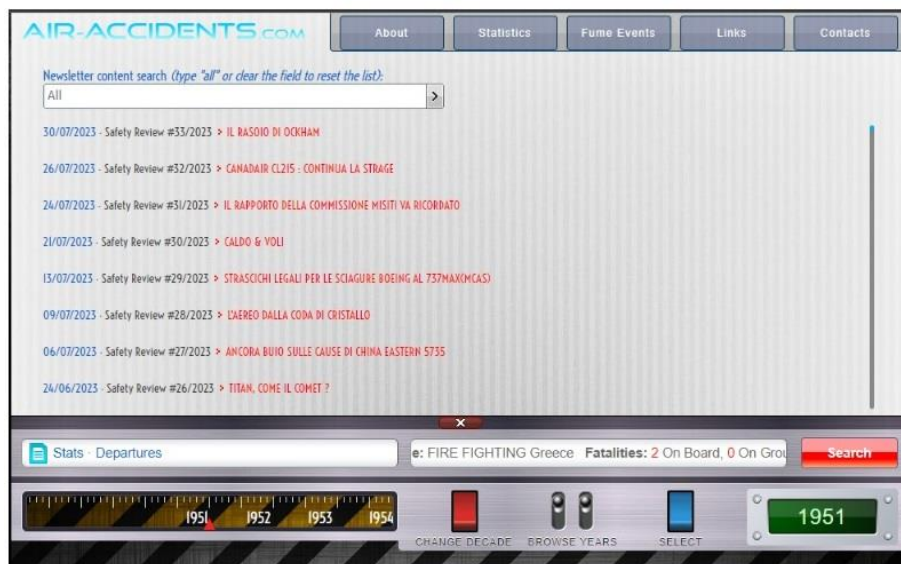 AIR-ACCIDENTS.COM
About
Statistics
Fume Events
Links
Contacts
Newsletter content search (type "all" or clear the field to reset the list):
All
30/07/2023 - Safety Review #33/2023 > IL RASOIO DI OCKHAM
26/07/2023 - Safety Review #32/2023 > CANADAIR CL215 : CONTINUA LA STRAGE
24/07/2023 - Safety Review #31/2023 > IL RAPPORTO DELLA COMMISSIONE MISITI VA RICORDATO
21/07/2023 - Safety Review #30/2023 > CALDO & VOLI
13/07/2023 - Safety Review #29/2023 > STRASCICHI LEGALI PER LE SCIAGURE BOEING AL 737MAX(MCAS)
09/07/2023 - Safety Review #28/2023 > L'AEREO DALLA CODA DI CRISTALLO
06/07/2023 - Safety Review #27/2023 > ANCORA BUIO SULLE CAUSE DI CHINA EASTERN 5735
24/06/2023 - Safety Review #26/2023 > TITAN, COME IL COMET ?
Stats - Departures
e: FIRE FIGHTING Greece Fatalities: 2 On Board, 0 On Grou
Search
1951 1952 1953 1954
CHANGE DECADE
BROWSE YEARS
SELECT
1951